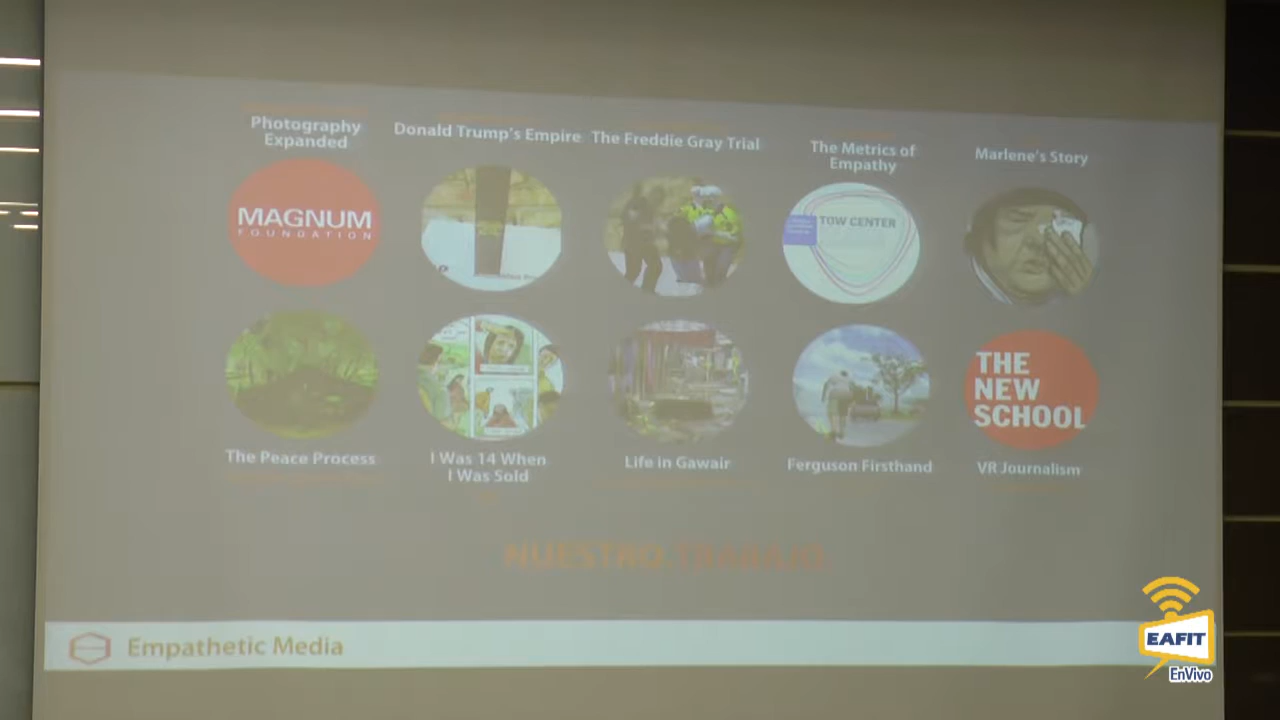 Photography
Expanded
Donald Trump's Empire
The Freddie Gray Trial
The Metrics of
Empathy
Marlene's Story
MAGNUM
FOUNDATION
TOW CENTER
THE
NEW
SCHOOL
The Peace Process
I Was 14 When
I Was Sold
Life in Gawair
Ferguson Firsthand
VR Journalism
NUESTRO TRABAJO
Empathetic Media
EAFIT
EnVivo